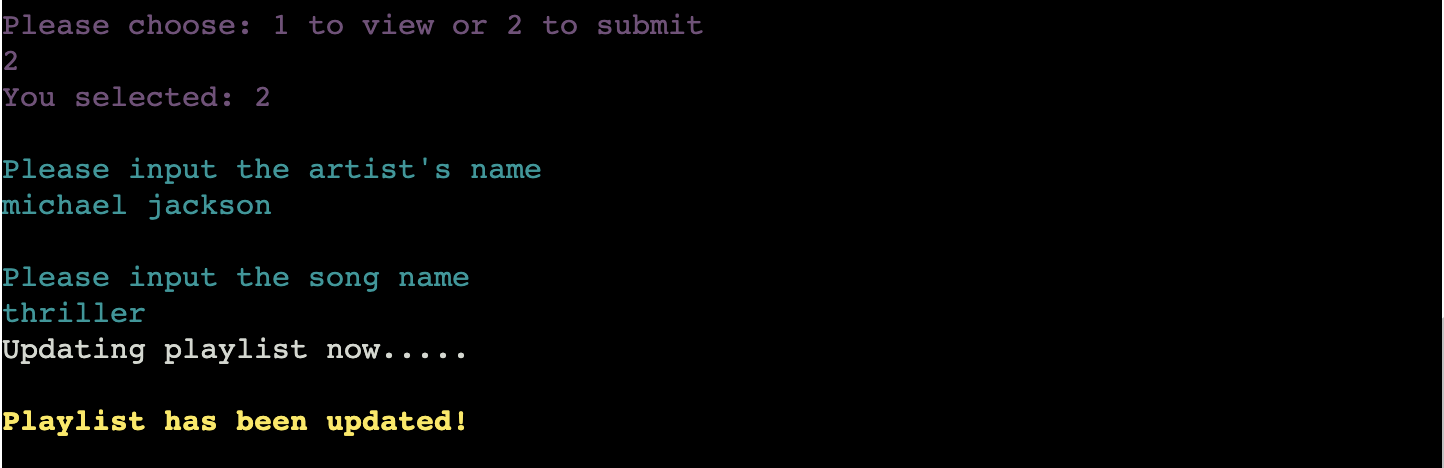 Please choose: 1 to view or 2 to submit
2
You selected: 2
Please input the artist's name
michael jackson
Please input the song name
thriller
Updating playlist now.....
Playlist has been updated!